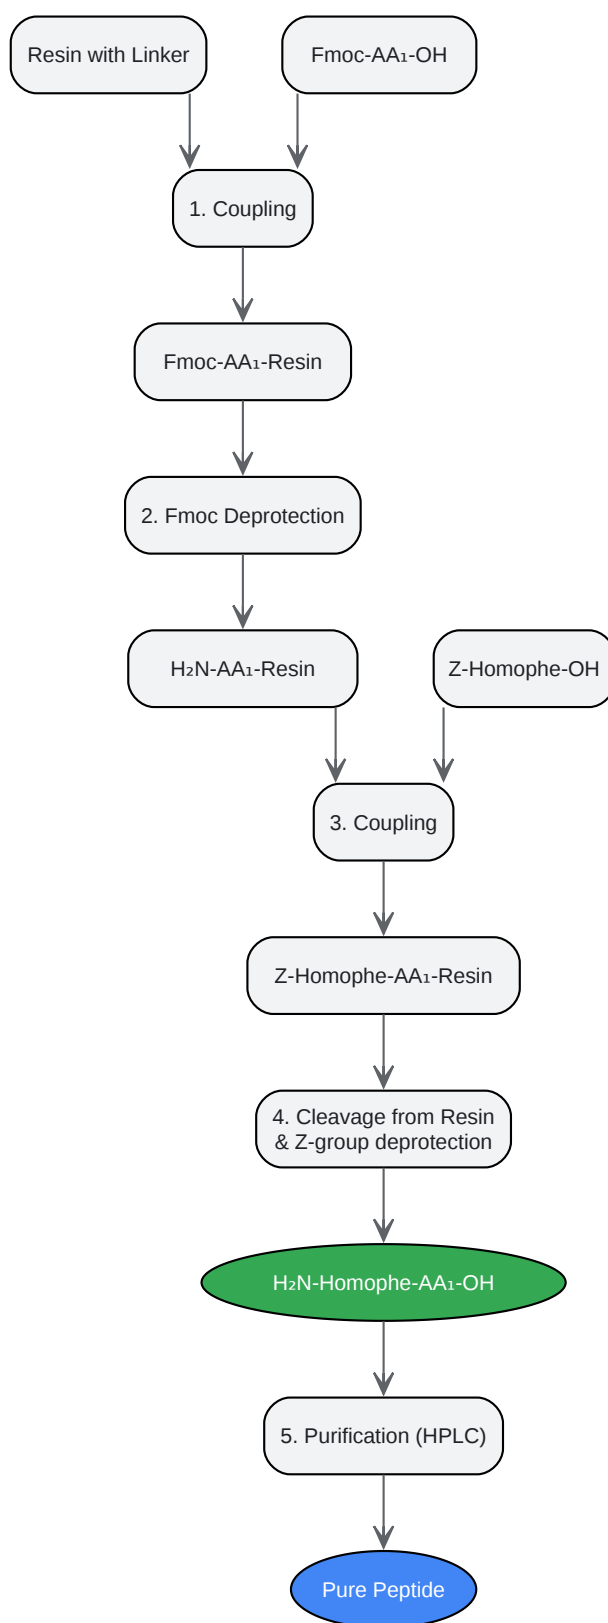 Resin with Linker
Fmoc-AA₁-OH
1. Coupling
Fmoc-AA₁-Resin
2. Fmoc Deprotection
H₂N-AA₁-Resin
Z-Homophe-OH
3. Coupling
Z-Homophe-AA₁-Resin
4. Cleavage from Resin
& Z-group deprotection
H₂N-Homophe-AA₁-OH
5. Purification (HPLC)
Pure Peptide